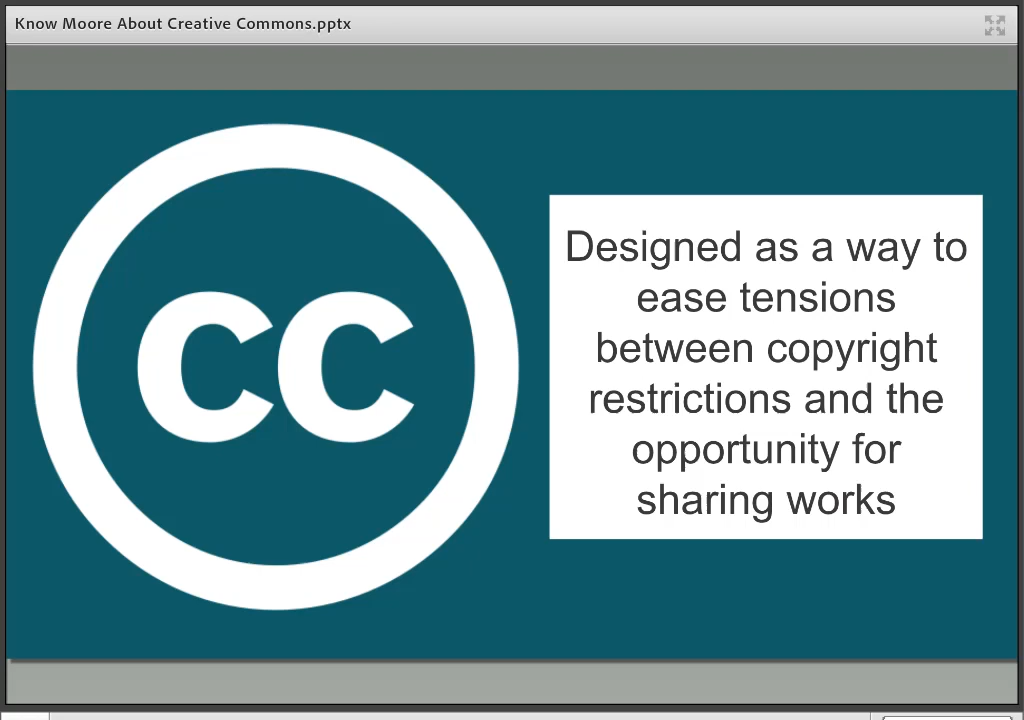 Know Moore About Creative Commons.pptx
cc
Designed as a way to
ease tensions
between copyright
restrictions and the
opportunity for
sharing works